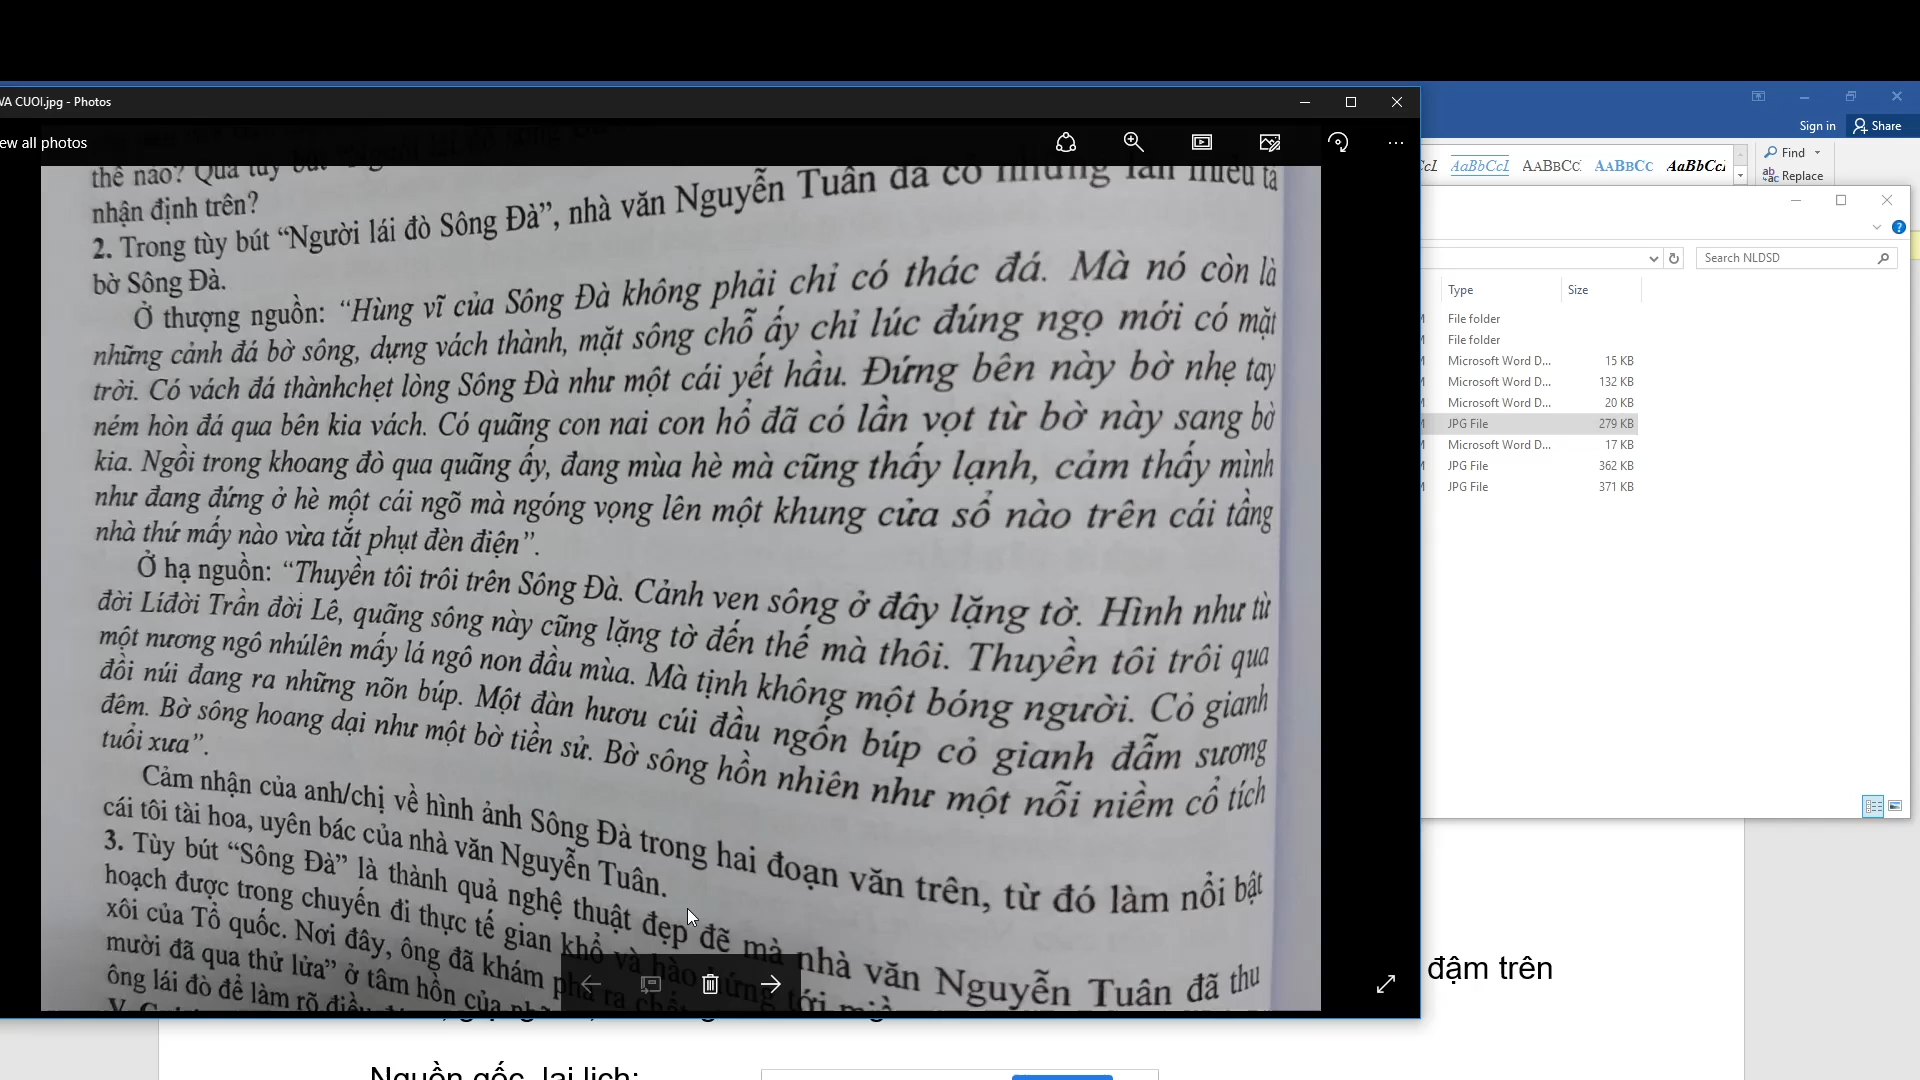 VA CUOI.jpg - Photos
ew all photos
Sign in
Share
AaBbCcL
AABBCC
AABBCC
AaBbCc
Find
Replace
Search NLDSD
Type Size
File folder
File folder
Microsoft Word D... 15 KB
Microsoft Word D... 132 KB
Microsoft Word D... 20 KB
JPG File 279 KB
Microsoft Word D... 17 KB
JPG File 362 KB
JPG File 371 KB
thế nào? Qua tùy bút
nhận định trên?
2. Trong tùy bút “Người lái đò Sông Đà”, nhà văn Nguyễn Tuân đã có những lần miêu tả
bờ Sông Đà.
Ở thượng nguồn: “Hùng vĩ của Sông Đà không phải chỉ có thác đá. Mà nó còn là
những cảnh đá bờ sông, dựng vách thành, mặt sông chỗ ấy chỉ lúc đúng ngọ mới có mặt
trời. Có vách đá thànhchẹt lòng Sông Đà như một cái yết hầu. Đứng bên này bờ nhẹ tay
ném hòn đá qua bên kia vách. Có quãng con nai con hổ đã có lần vọt từ bờ này sang bờ
kia. Ngồi trong khoang đò qua quãng ấy, đang mùa hè mà cũng thấy lạnh, cảm thấy mình
như đang đứng ở hè một cái ngõ mà ngóng vọng lên một khung cửa sổ nào trên cái tầng
nhà thứ mấy nào vừa tắt phụt đèn điện”.
Ở hạ nguồn: “Thuyền tôi trôi trên Sông Đà. Cảnh ven sông ở đây lặng tờ. Hình như từ
đời Líđời Trần đời Lê, quãng sông này cũng lặng tờ đến thế mà thôi. Thuyền tôi trôi qua
một nương ngô nhúlên mấy lá ngô non đầu mùa. Mà tịnh không một bóng người. Cỏ gianh
đồi núi đang ra những nõn búp. Một đàn hươu cúi đầu ngốn búp cỏ gianh đẫm sương
đêm. Bờ sông hoang dại như một bờ tiền sử. Bờ sông hồn nhiên như một nỗi niềm cổ tích
tuổi xưa”.
Cảm nhận của anh/chị về hình ảnh Sông Đà trong hai đoạn văn trên, từ đó làm nổi bật
cái tôi tài hoa, uyên bác của nhà văn Nguyễn Tuân.
3. Tùy bút “Sông Đà” là thành quả nghệ thuật đẹp đẽ mà nhà văn Nguyễn Tuân đã thu
hoạch được trong chuyến đi thực tế gian khổ và hào hứng tới miền
xôi của Tổ quốc. Nơi đây, ông đã khám phá ra chất
mười đã qua thử lửa” ở tâm hồn của
ông lái đò để làm rõ điều
đậm trên
Nguồn gốc, lai lịch: